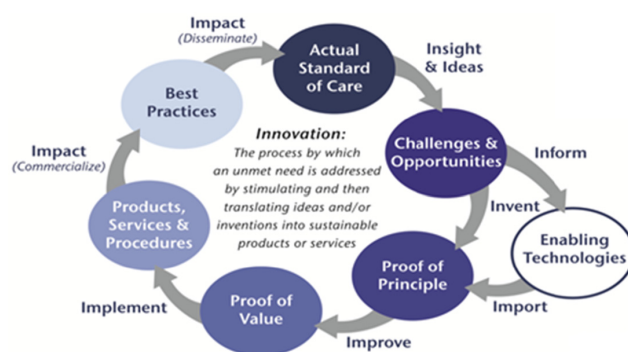 Impact
(Disseminate)
Actual
Standard
of Care
Insight
& Ideas
Best
Practices
Innovation:
The process by which
an unmet need is addressed
by stimulating and then
translating ideas and/or
inventions into sustainable
products or services
Challenges &
Opportunities
Inform
Impact
(Commercialize)
Invent
Products,
Services &
Procedures
Enabling
Technologies
Proof of
Principle
Import
Implement
Proof of
Value
Improve